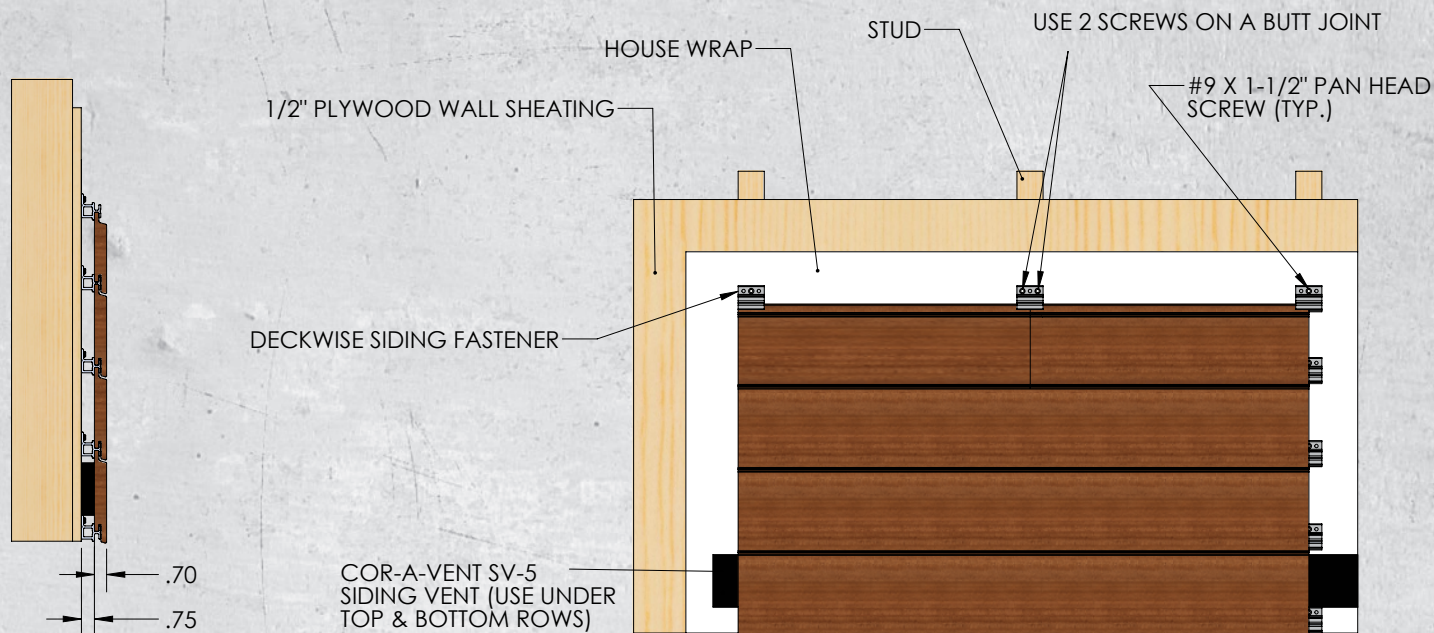 USE 2 SCREWS ON A BUTT JOINT
STUD
HOUSE WRAP
#9 X 1-1/2" PAN HEAD
SCREW (TYP.)
1/2" PLYWOOD WALL SHEATING
DECKWISE SIDING FASTENER
.70
.75
COR-A-VENT SV-5
SIDING VENT (USE UNDER
TOP & BOTTOM ROWS)